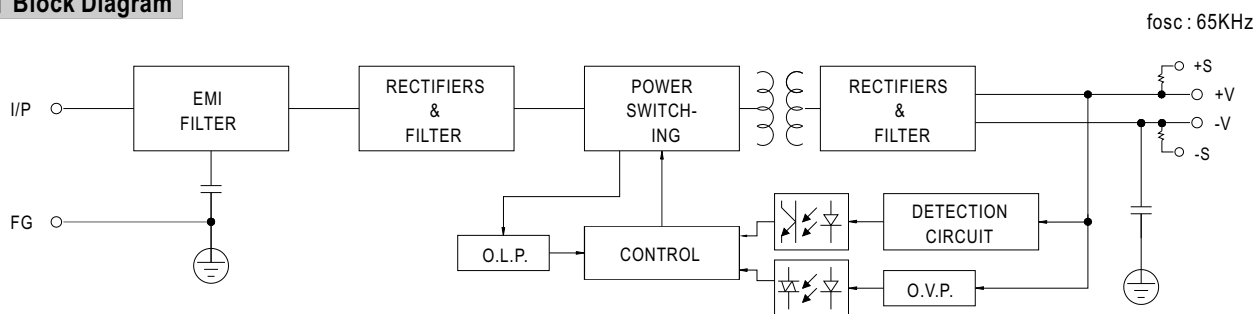 Block Diagram
fosc : 65KHz
I/P
EMI
FILTER
RECTIFIERS
&
FILTER
POWER
SWITCH-
ING
RECTIFIERS
&
FILTER
+S
+V
-V
-S
FG
O.L.P.
CONTROL
DETECTION
CIRCUIT
O.V.P.